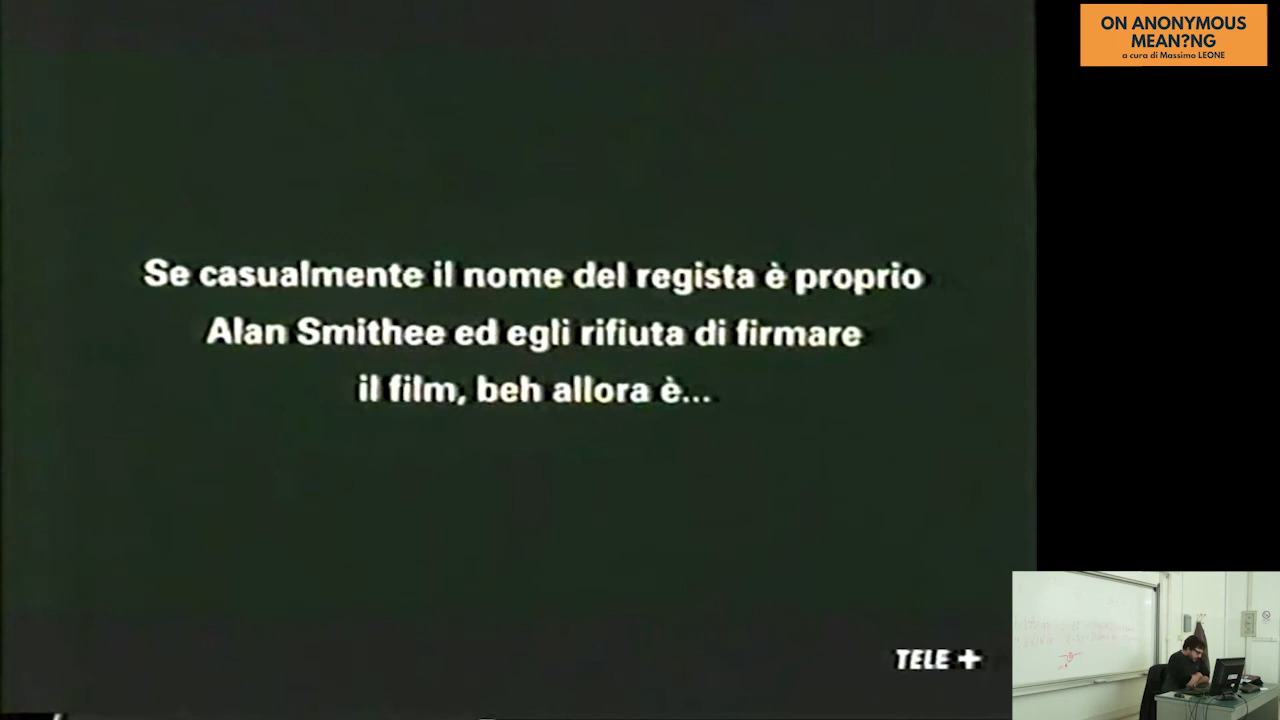 ON ANONYMOUS
MEAN?NG
a cura di Massimo LEONE
Se casualmente il nome del regista è proprio
Alan Smithee ed egli rifiuta di firmare
il film, beh allora è...
TELE +